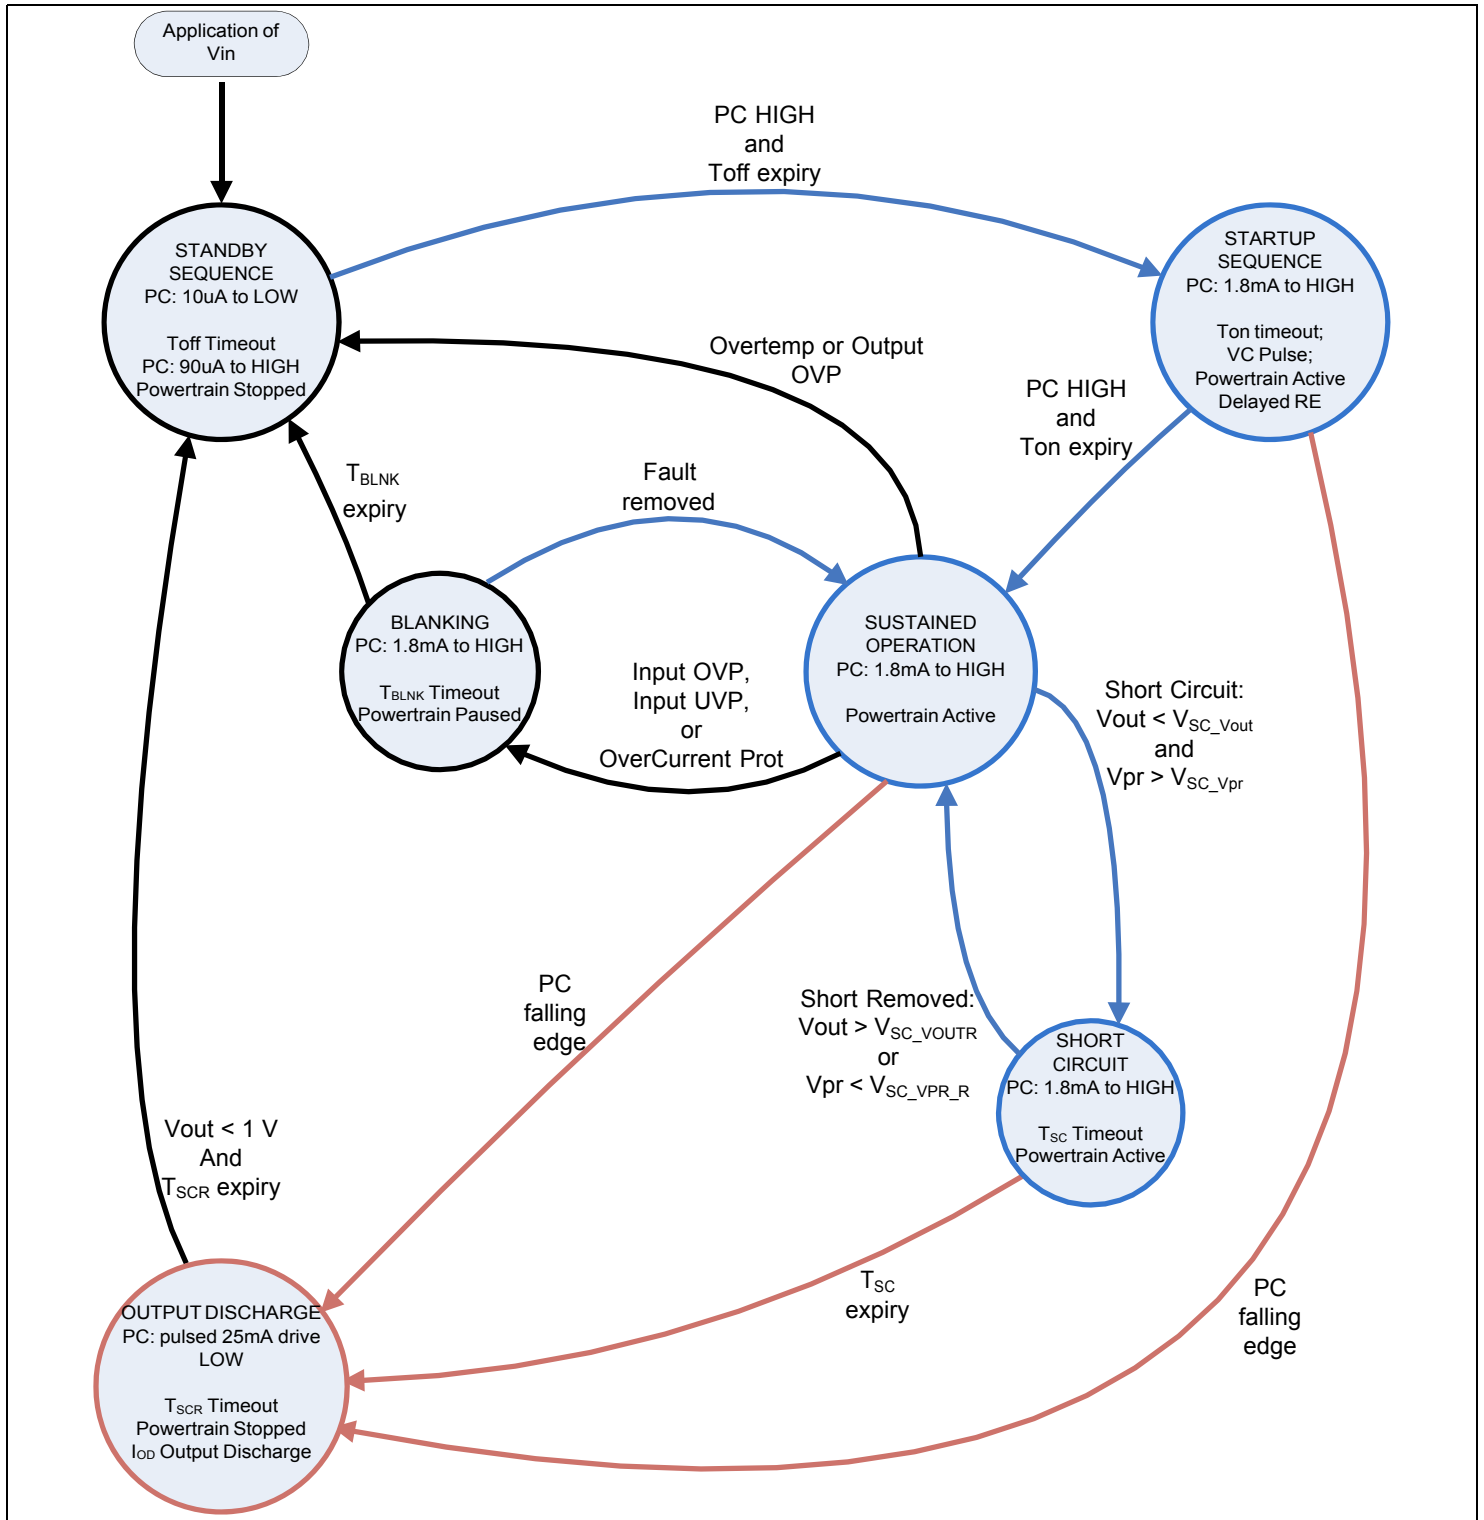 Application of
Vin
PC HIGH
and
Toff expiry
STANDBY
SEQUENCE
PC: 10uA to LOW
Toff Timeout
PC: 90uA to HIGH
Powertrain Stopped
STARTUP
SEQUENCE
PC: 1.8mA to HIGH
Ton timeout;
VC Pulse;
Powertrain Active
Delayed RE
Overtemp or Output
OVP
PC HIGH
and
Ton expiry
TBLNK
expiry
Fault
removed
BLANKING
PC: 1.8mA to HIGH
TBLNK Timeout
Powertrain Paused
Input OVP,
Input UVP,
or
OverCurrent Prot
SUSTAINED
OPERATION
PC: 1.8mA to HIGH
Powertrain Active
Short Circuit:
Vout < VSC_Vout
and
Vpr > VSC_Vpr
PC
falling
edge
Short Removed:
Vout > VSC_VOUTR
or
Vpr < VSC_VPR_R
SHORT
CIRCUIT
PC: 1.8mA to HIGH
TSC Timeout
Powertrain Active
Vout < 1 V
And
TSCR expiry
TSC
expiry
PC
falling
edge
OUTPUT DISCHARGE
PC: pulsed 25mA drive
LOW
TSCR Timeout
Powertrain Stopped
IOD Output Discharge